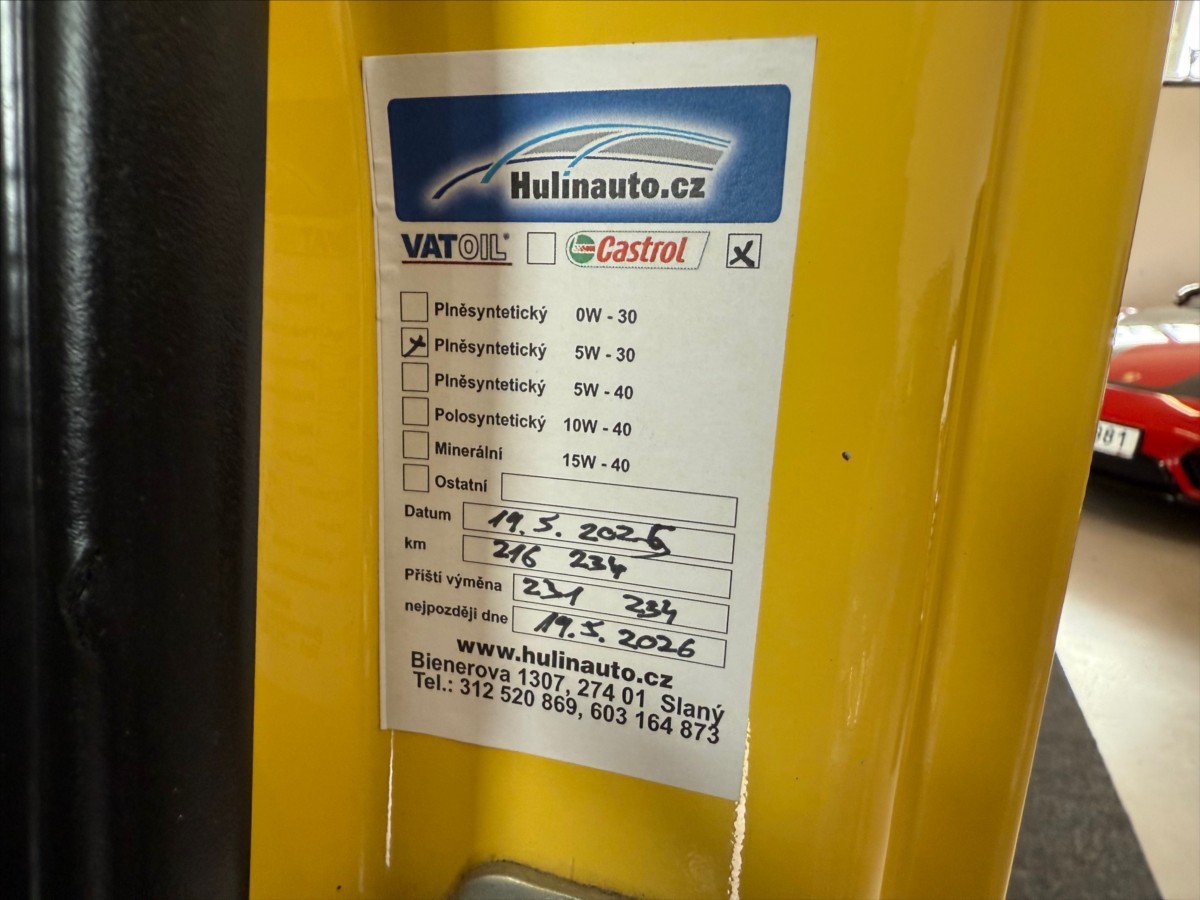 Hulinauto.cz
VATOIL® Castrol X
Plněsyntetický 0W - 30
X Plněsyntetický 5W - 30
Plněsyntetický 5W - 40
Polosyntetický 10W - 40
Minerální 15W - 40
Ostatní
Datum 19. 5. 2025
km 216 234
Příští výměna 231 234
nejpozději dne 19. 5. 2026
www.hulinauto.cz
Bienerova 1307, 274 01 Slaný
Tel.: 312 520 869, 603 164 873
981